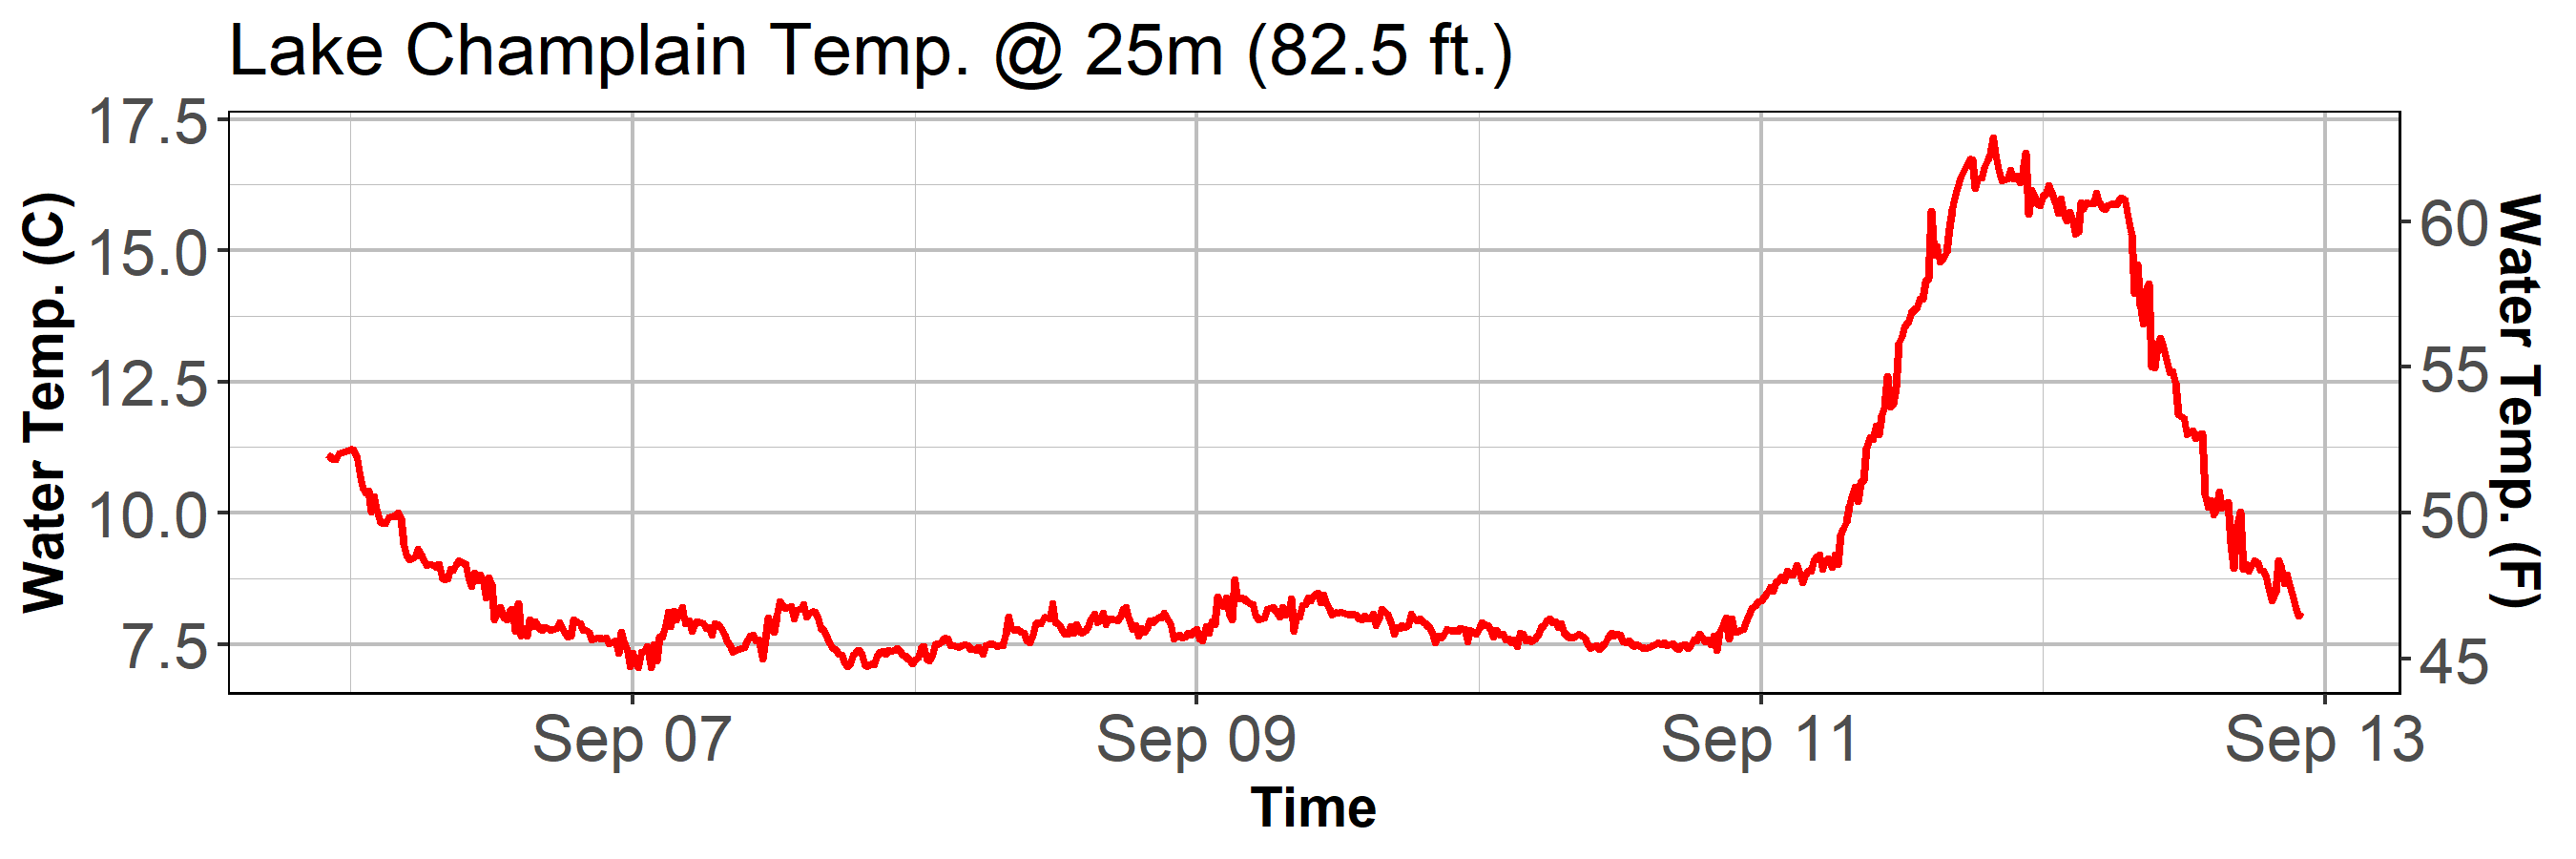 Lake Champlain Temp. @ 25m (82.5 ft.)
Water Temp. (C)
17.5
15.0
12.5
10.0
7.5
60
55
50
45
Water Temp. (F)
Sep 07
Sep 09
Sep 11
Sep 13
Time